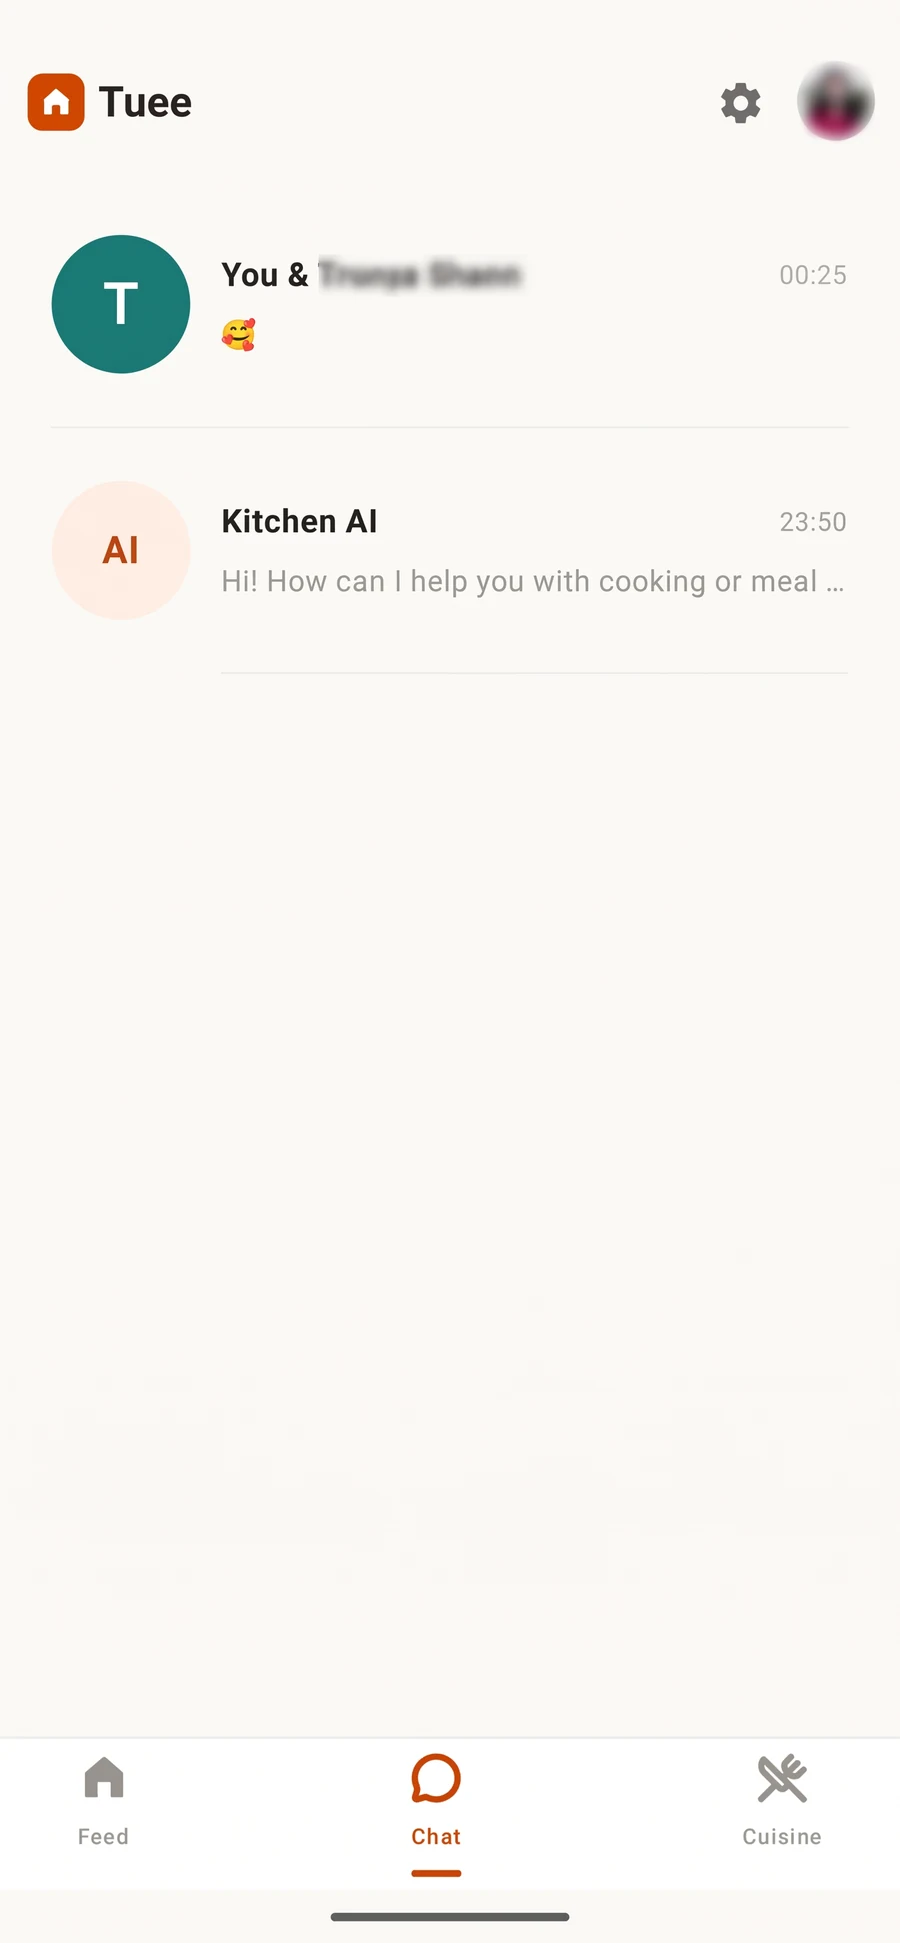 Tuee
You &
00:25
🥰
T
Kitchen AI
23:50
AI
Hi! How can I help you with cooking or meal ...
Feed
Chat
Cuisine